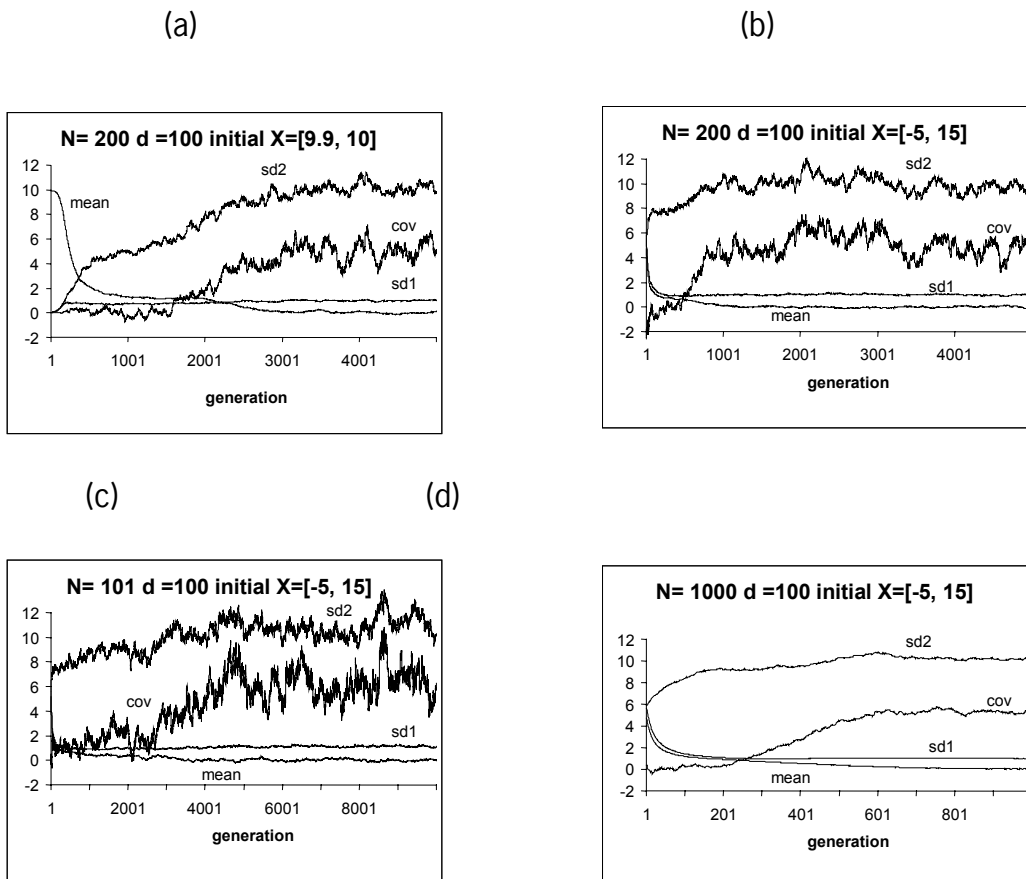 (a)
N= 200 d =100 initial X=[9.9, 10]
12
10
8
6
4
2
0
-2
mean
sd2
cov
sd1
1 1001 2001 3001 4001
generation
(b)
N= 200 d =100 initial X=[-5, 15]
12
10
8
6
4
2
0
-2
sd2
cov
sd1
mean
1 1001 2001 3001 4001
generation
(c)
N= 101 d =100 initial X=[-5, 15]
12
10
8
6
4
2
0
-2
sd2
cov
sd1
mean
1 2001 4001 6001 8001
generation
(d)
N= 1000 d =100 initial X=[-5, 15]
12
10
8
6
4
2
0
-2
sd2
cov
sd1
mean
1 201 401 601 801
generation